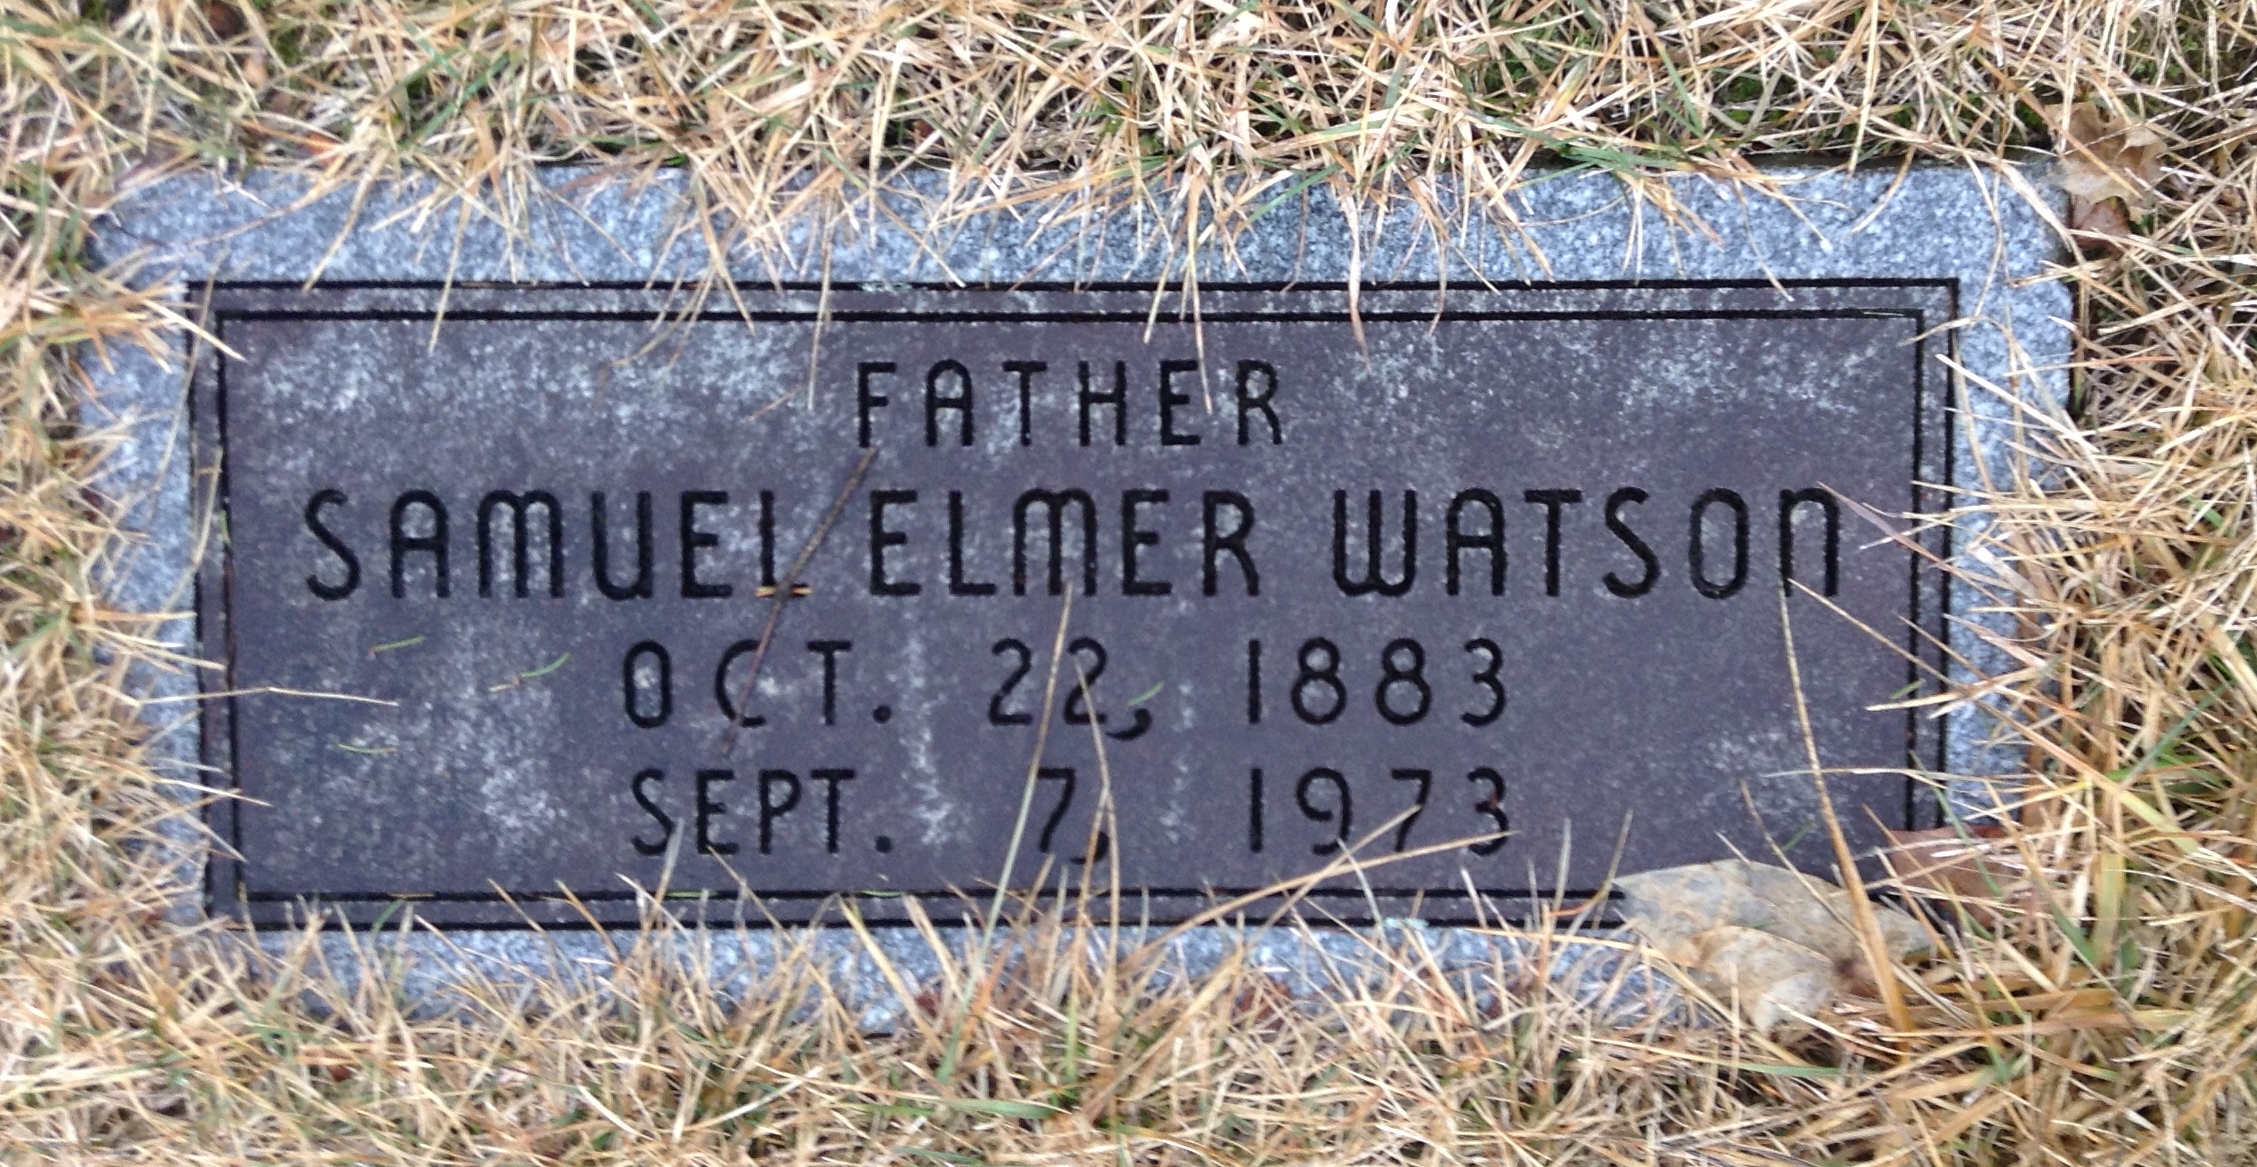 FATHER
SAMUEL ELMER WATSON
OCT. 22, 1883
SEPT. 7, 1973